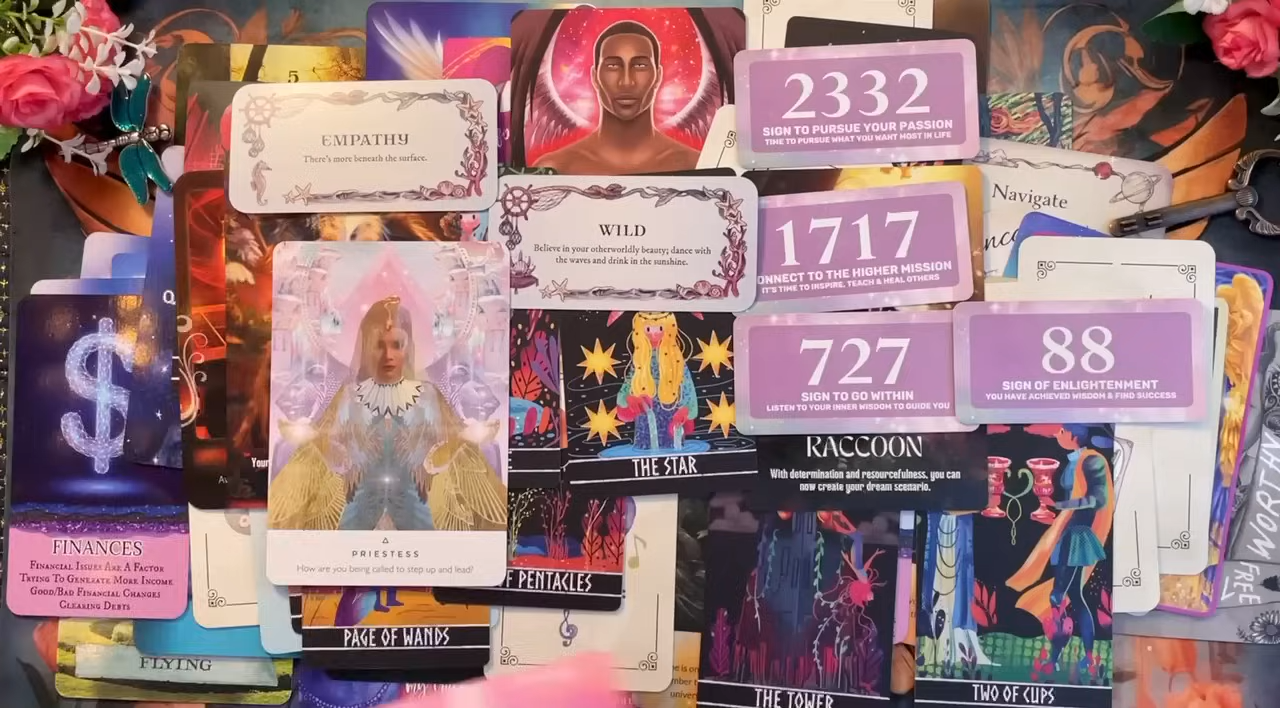 5
EMPATHY
There's more beneath the surface.
2332
SIGN TO PURSUE YOUR PASSION
TIME TO PURSUE WHAT YOU WANT MOST IN LIFE
WILD
Believe in your otherworldly beauty; dance with
the waves and drink in the sunshine.
Navigate
1717
ONNECT TO THE HIGHER MISSION
IT'S TIME TO INSPIRE, TEACH & HEAL OTHERS
727
SIGN TO GO WITHIN
LISTEN TO YOUR INNER WISDOM TO GUIDE YOU
88
SIGN OF ENLIGHTENMENT
YOU HAVE ACHIEVED WISDOM & FIND SUCCESS
$
FINANCES
FINANCIAL ISSUES ARE A FACTOR
TRYING TO GENERATE MORE INCOME
GOOD/BAD FINANCIAL CHANGES
CLEARING DEBTS
PRIESTESS
How are you being called to step up and lead?
THE STAR
RACCOON
With determination and resourcefulness, you can
now create your dream scenario.
OF PENTACLES
PAGE OF WANDS
FLYING
THE TOWER
TWO OF CUPS
FREE